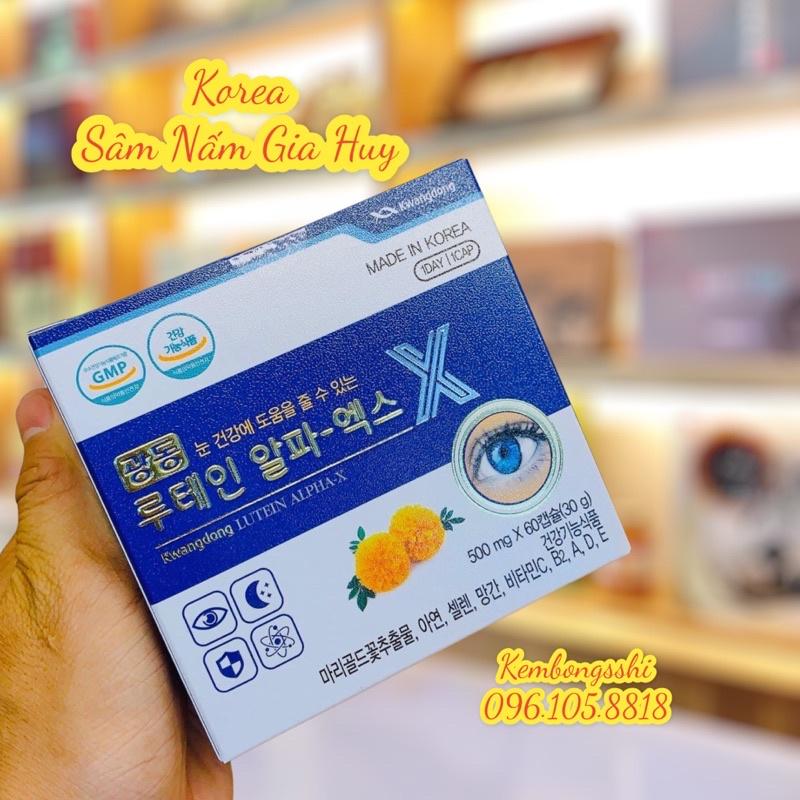 Korea
Sâm Nấm Gia Huy
Kwangdong
MADE IN KOREA
1DAY | 1CAP
GMP
건강
기능식품
눈 건강에 도움을 줄 수 있는
광동
루테인 알파-엑스 X
Kwangdong LUTEIN ALPHA-X
500 mg X 60캡슐(30 g)
건강기능식품
마리골드꽃추출물, 아연, 셀렌, 망간, 비타민C, B2, A, D, E
Kembongsshi
096.105.8818